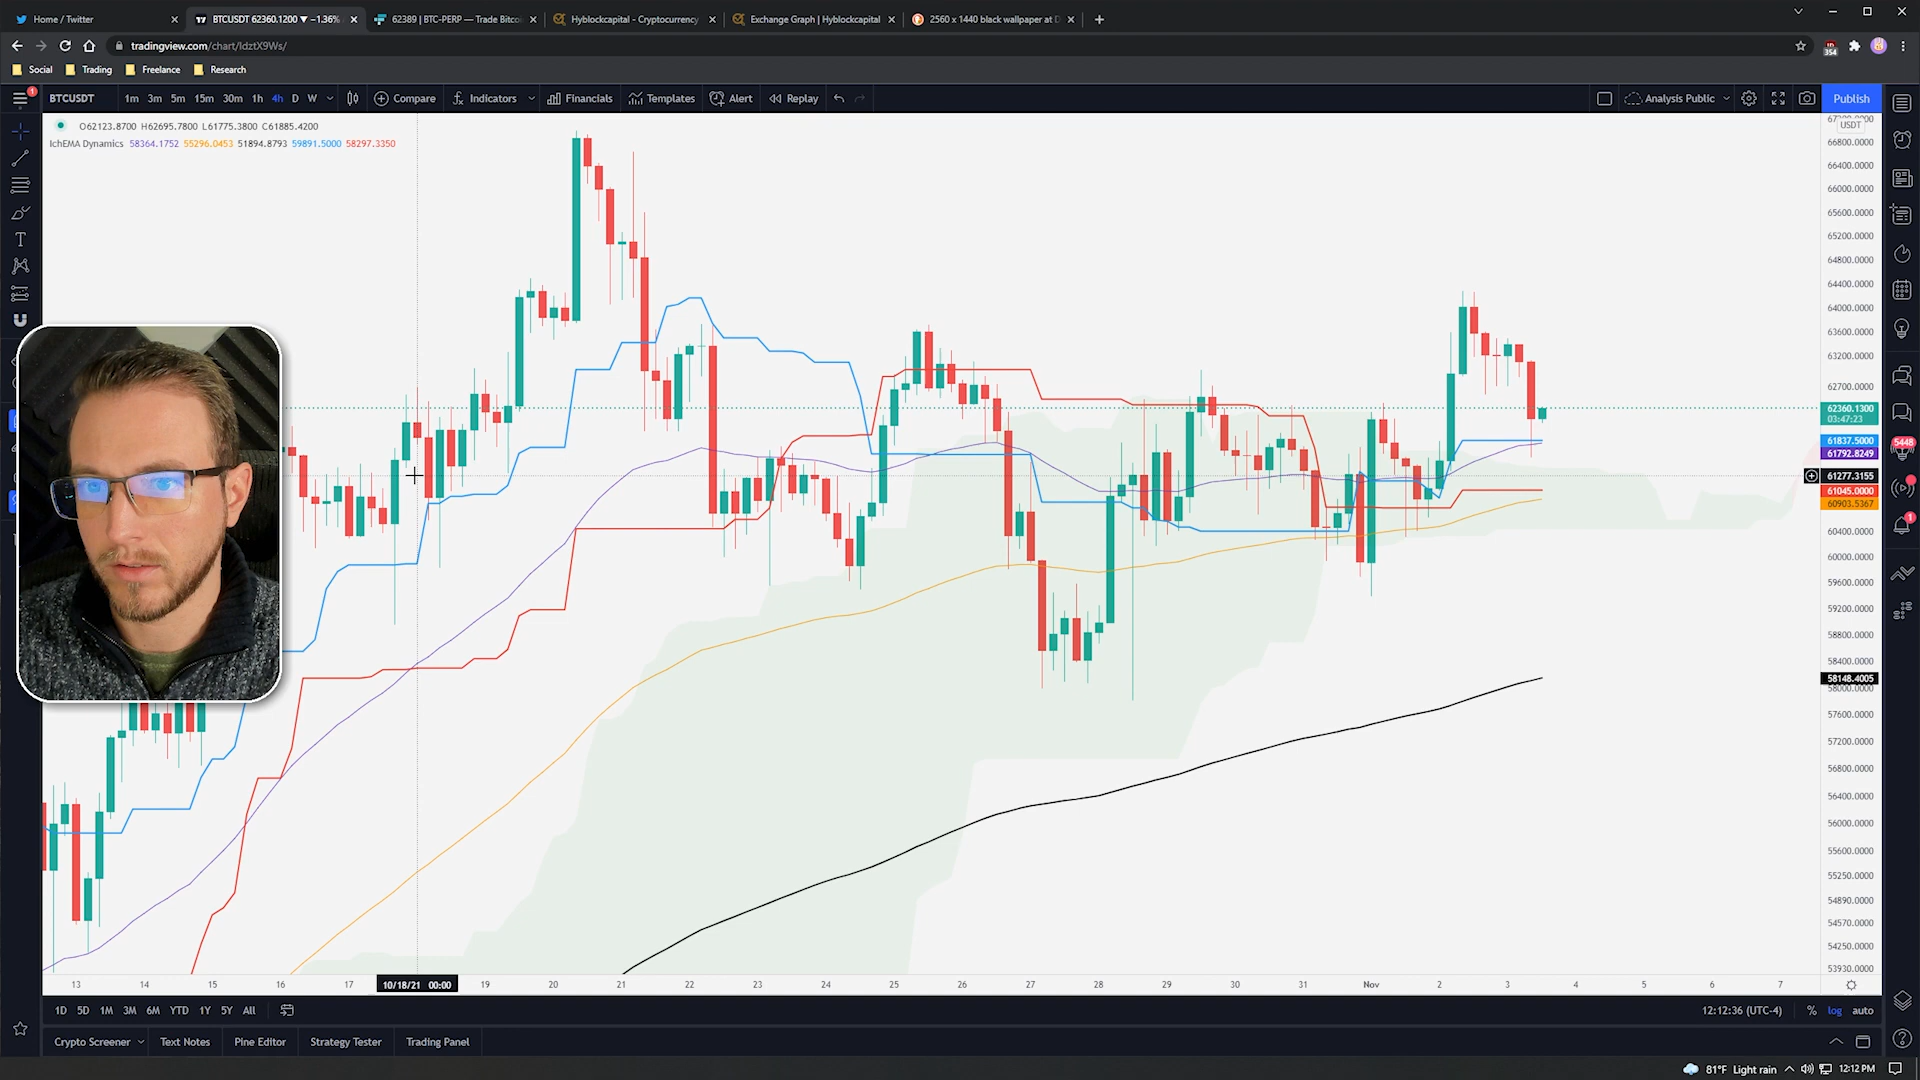 Home / Twitter
BTCUSDT 62360.1200 ▼ −1.36%
62389 | BTC-PERP — Trade Bitco
Hyblockcapital - Cryptocurrency
Exchange Graph | Hyblockcapital
2560 x 1440 black wallpaper at D
tradingview.com/chart/IdztX9Ws/
354
Social
Trading
Freelance
Research
1
BTCUSDT
1m 3m 5m 15m 30m 1h 4h D W
Compare
Indicators
Financials
Templates
Alert
Replay
Analysis Public
Publish
O62123.8700 H62695.7800 L61775.3800 C61885.4200
IchEMA Dynamics 58364.1752 55296.0453 51894.8793 59891.5000 58297.3350
USDT
66800.0000
66400.0000
66000.0000
65600.0000
65200.0000
64800.0000
64400.0000
64000.0000
63600.0000
63200.0000
62700.0000
62360.1300
03:47:23
61837.5000
61792.8249
61277.3155
61045.0000
60903.5367
60400.0000
60000.0000
59600.0000
59200.0000
58800.0000
58400.0000
58148.4005
58000.0000
57600.0000
57200.0000
56800.0000
56400.0000
56000.0000
55600.0000
55250.0000
54890.0000
54570.0000
54250.0000
53930.0000
5448
1
13 14 15 16 17 10/18/21 00:00 19 20 21 22 23 24 25 26 27 28 29 30 31 Nov 2 3 4 5 6 7
1D 5D 1M 3M 6M YTD 1Y 5Y All
12:12:36 (UTC-4)
% log auto
Crypto Screener
Text Notes
Pine Editor
Strategy Tester
Trading Panel
81°F Light rain
12:12 PM